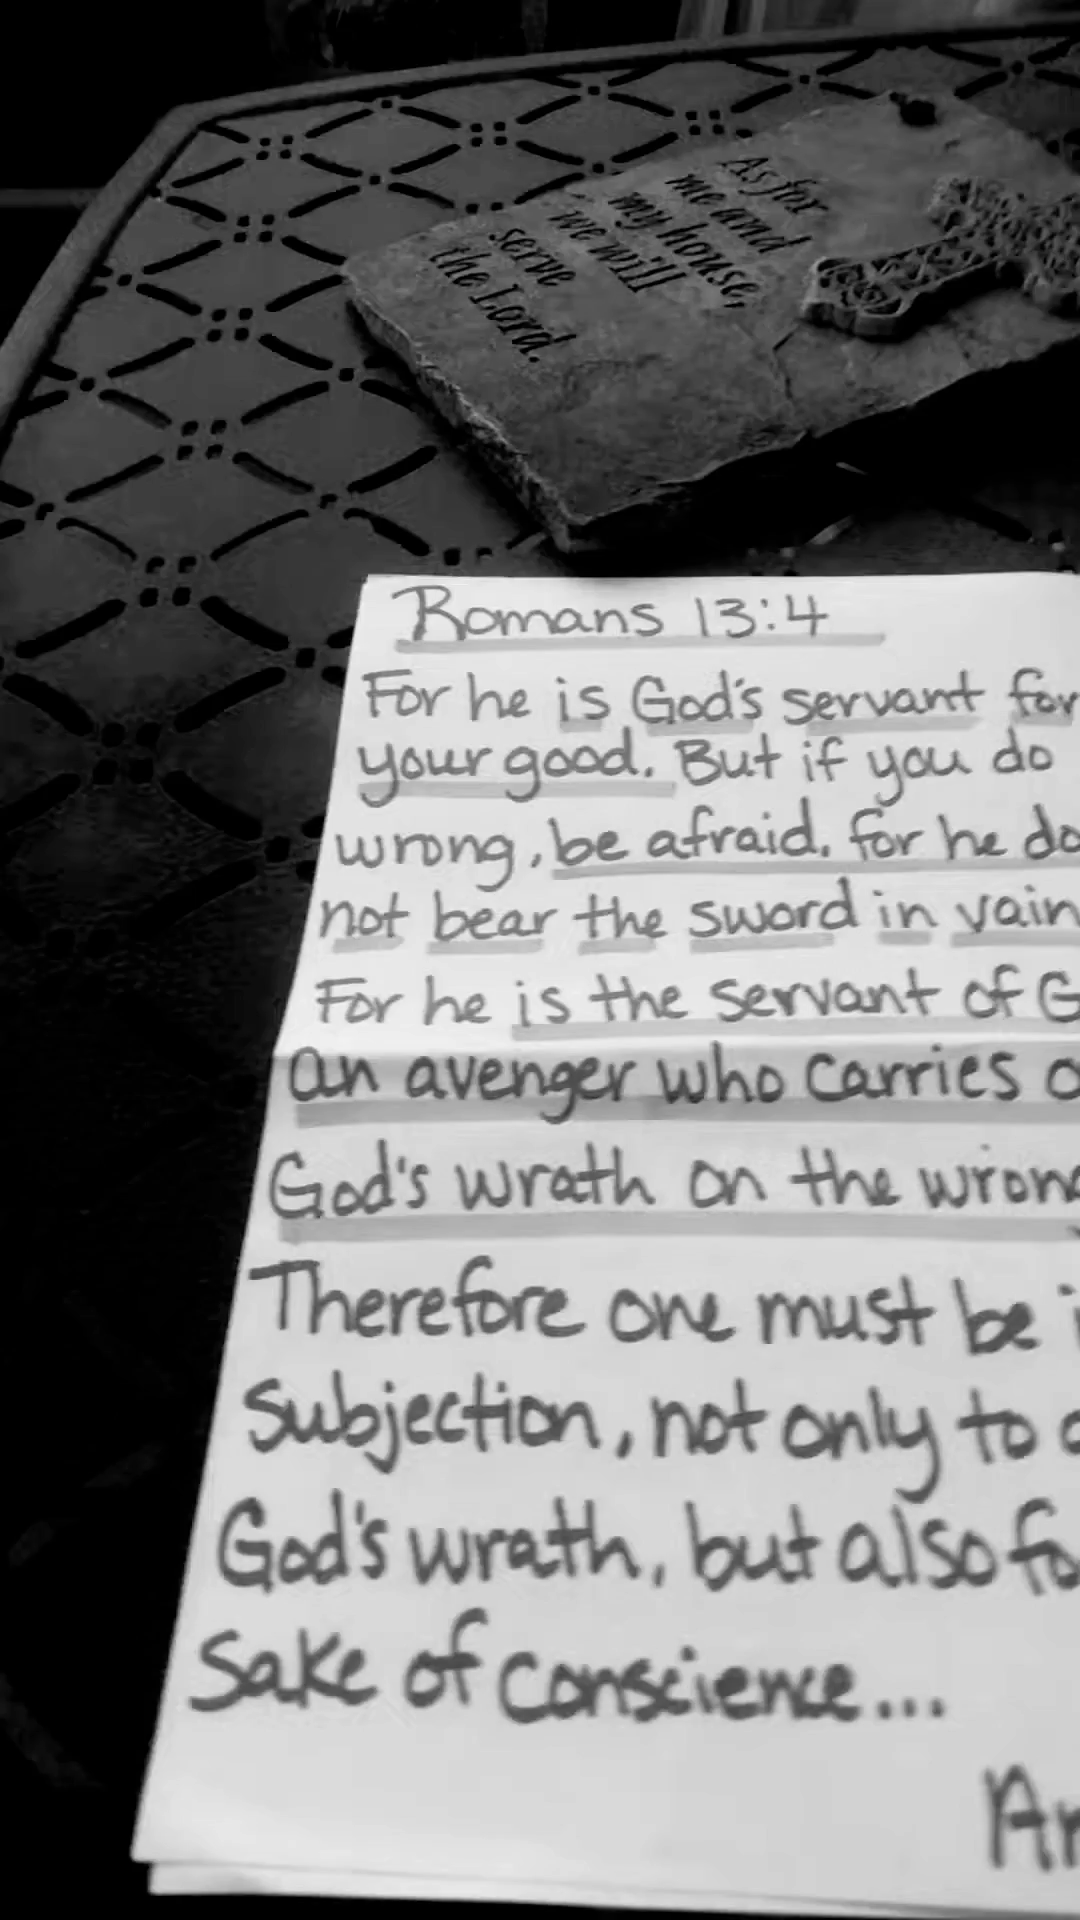 As for
me and
my house,
we will
serve
the Lord.
Romans 13:4
For he is God's servant for
your good. But if you do
wrong, be afraid. for he do
not bear the sword in vain
For he is the servant of G
an avenger who carries o
God's wrath on the wrong
Therefore one must be i
Subjection, not only to a
God's wrath, but also fo
Sake of conscience...